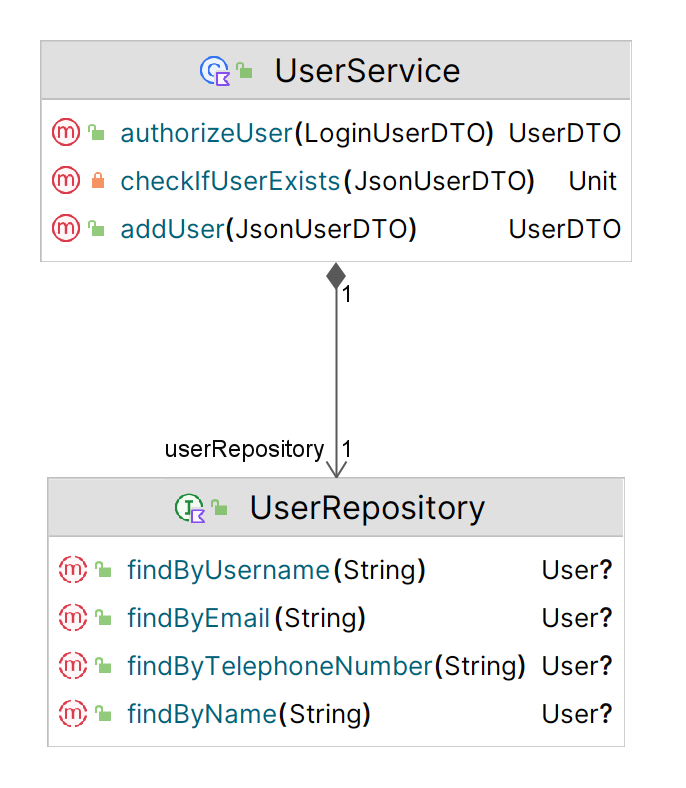 UserService
authorizeUser(LoginUserDTO) UserDTO
checkIfUserExists(JsonUserDTO) Unit
addUser(JsonUserDTO) UserDTO
1
userRepository 1
UserRepository
findByUsername(String) User?
findByEmail(String) User?
findByTelephoneNumber(String) User?
findByName(String) User?